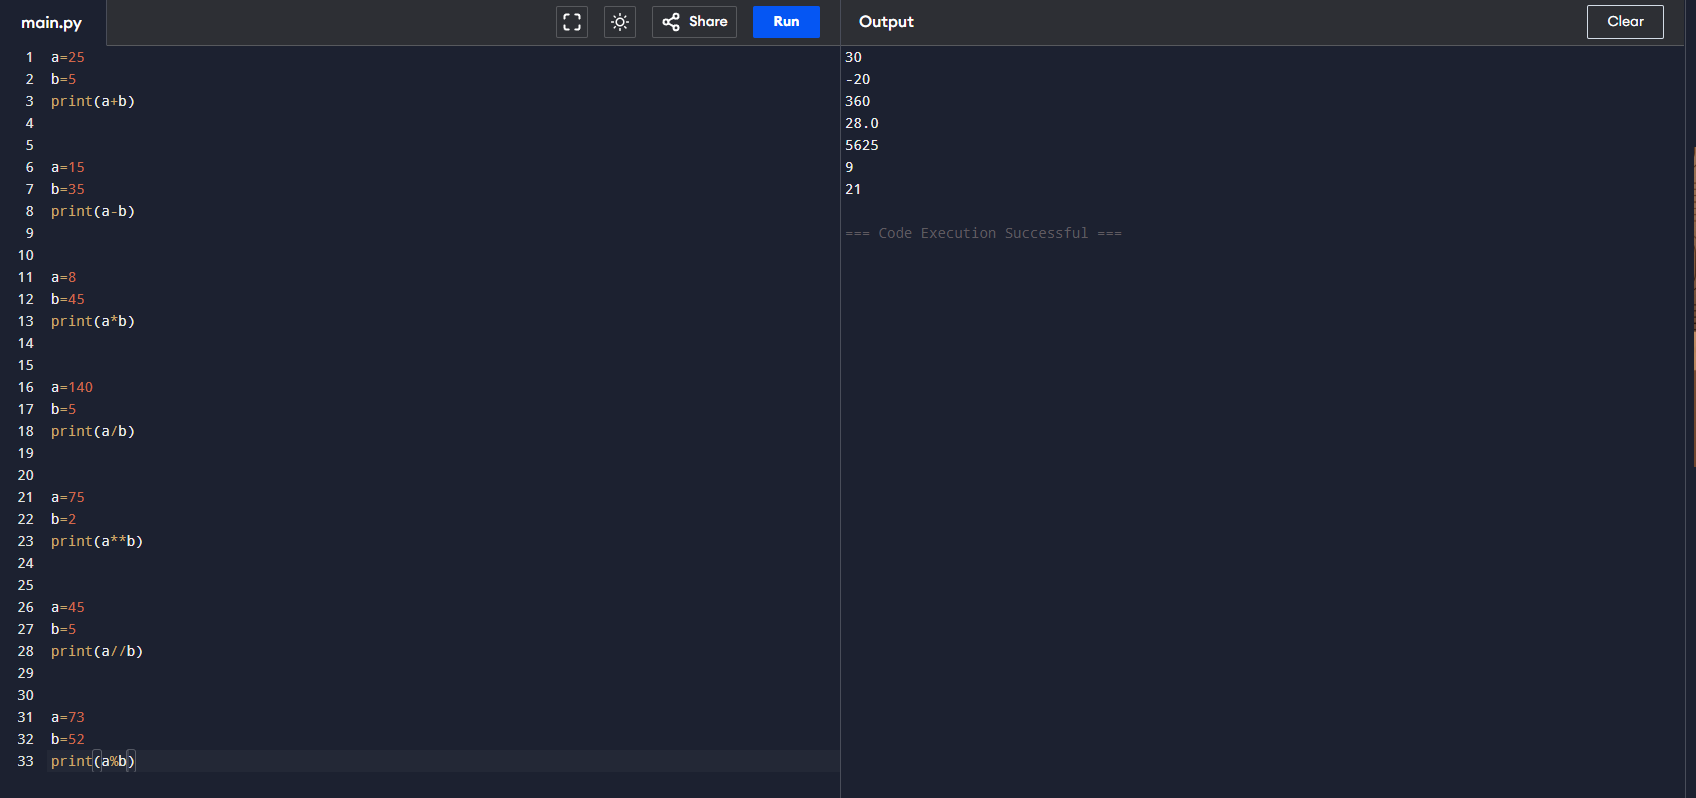 main.py
Share
Run
Output
Clear
1 a=25
2 b=5
3 print(a+b)
4
5
6 a=15
7 b=35
8 print(a-b)
9
10
11 a=8
12 b=45
13 print(a*b)
14
15
16 a=140
17 b=5
18 print(a/b)
19
20
21 a=75
22 b=2
23 print(a**b)
24
25
26 a=45
27 b=5
28 print(a//b)
29
30
31 a=73
32 b=52
33 print(a%b)
30
-20
360
28.0
5625
9
21
=== Code Execution Successful ===